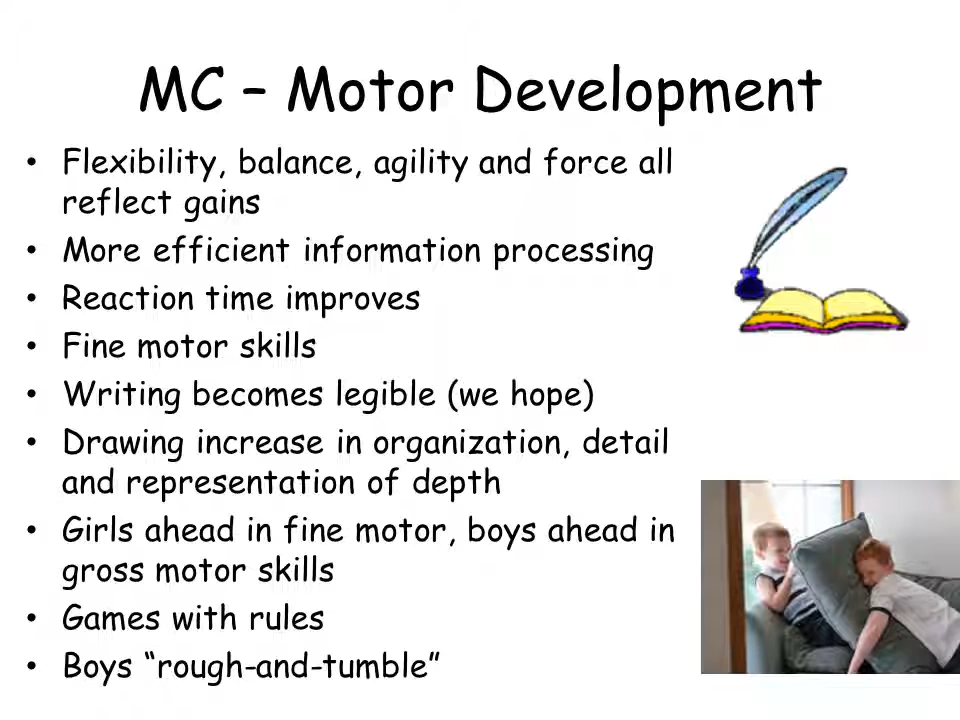 MC – Motor Development
• Flexibility, balance, agility and force all
reflect gains
• More efficient information processing
• Reaction time improves
• Fine motor skills
• Writing becomes legible (we hope)
• Drawing increase in organization, detail
and representation of depth
• Girls ahead in fine motor, boys ahead in
gross motor skills
• Games with rules
• Boys “rough-and-tumble”